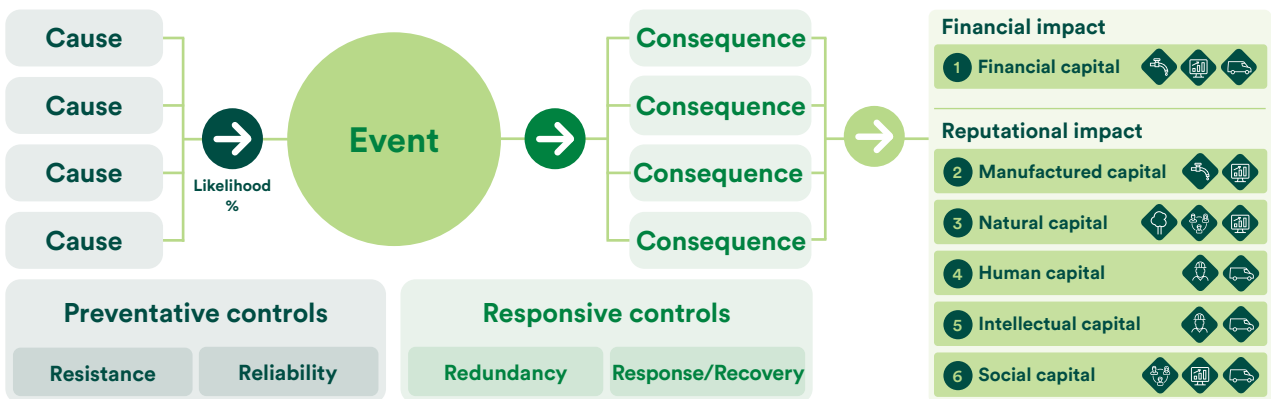 Cause
Cause
Cause
Cause
Likelihood
%
Event
Consequence
Consequence
Consequence
Consequence
Preventative controls
Resistance
Reliability
Responsive controls
Redundancy
Response/Recovery
Financial impact
1 Financial capital
Reputational impact
2 Manufactured capital
3 Natural capital
4 Human capital
5 Intellectual capital
6 Social capital